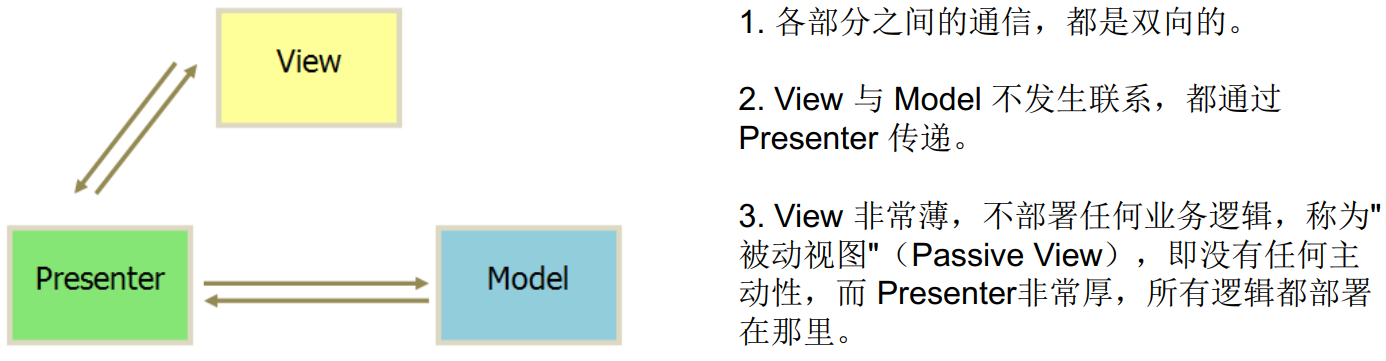 View
Presenter
Model
1. 各部分之间的通信，都是双向的。
2. View 与 Model 不发生联系，都通过
Presenter 传递。
3. View 非常薄，不部署任何业务逻辑，称为"
被动视图"（Passive View），即没有任何主
动性，而 Presenter非常厚，所有逻辑都部署
在那里。